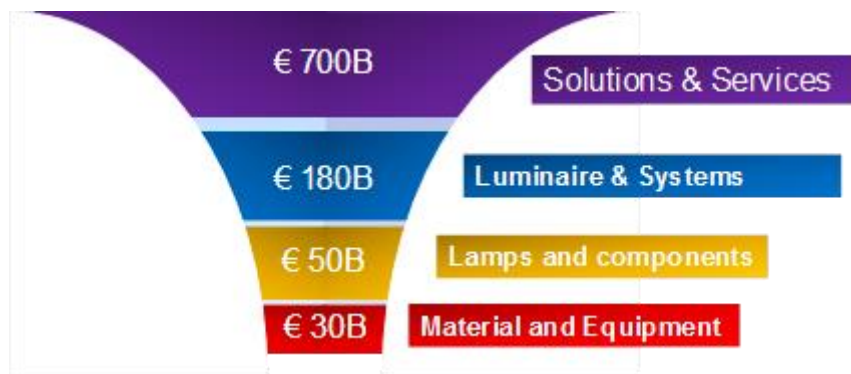 € 700B
Solutions & Services
€ 180B
Luminaire & Systems
€ 50B
Lamps and components
€ 30B
Material and Equipment